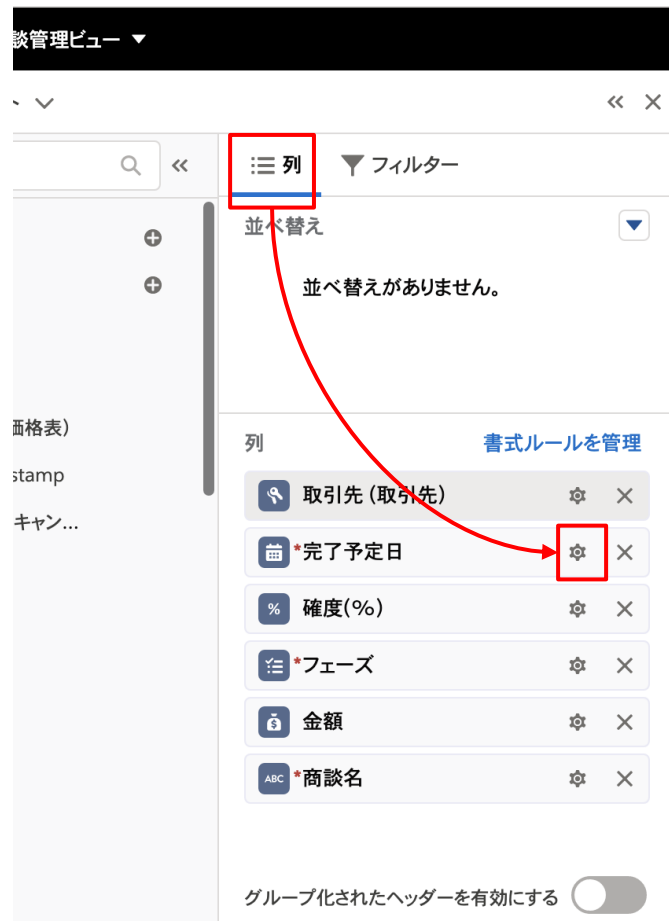 談管理ビュー
列
フィルター
並べ替え
並べ替えがありません。
価格表)
stamp
キャン...
列
書式ルールを管理
取引先 (取引先)
*完了予定日
% 確度(%)
*フェーズ
金額
ABC *商談名
グループ化されたヘッダーを有効にする